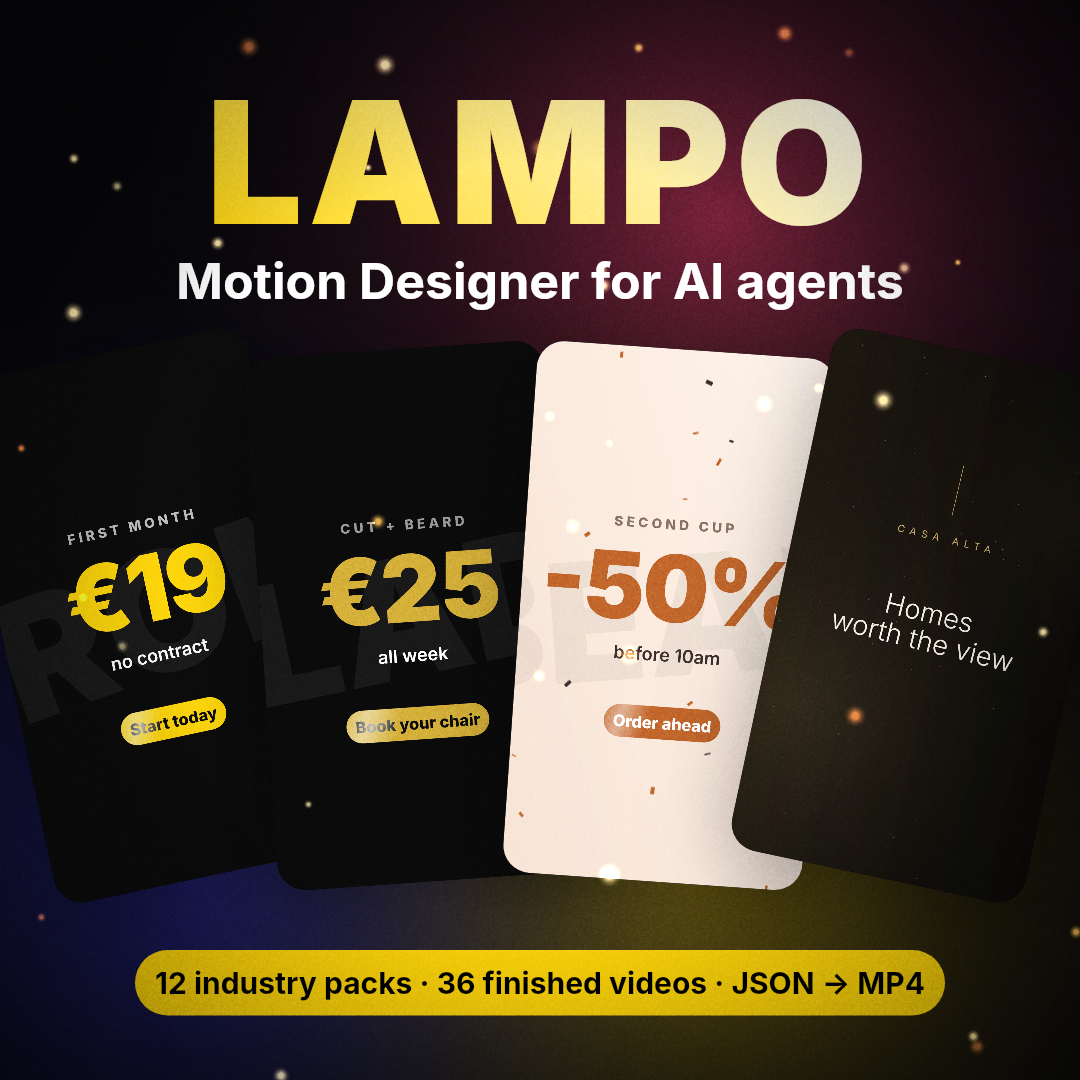 LAMPO
Motion Designer for AI agents
FIRST MONTH
€19
no contract
Start today
CUT + BEARD
€25
all week
Book your chair
SECOND CUP
-50%
before 10am
Order ahead
CASA ALTA
Homes
worth the view
12 industry packs · 36 finished videos · JSON → MP4